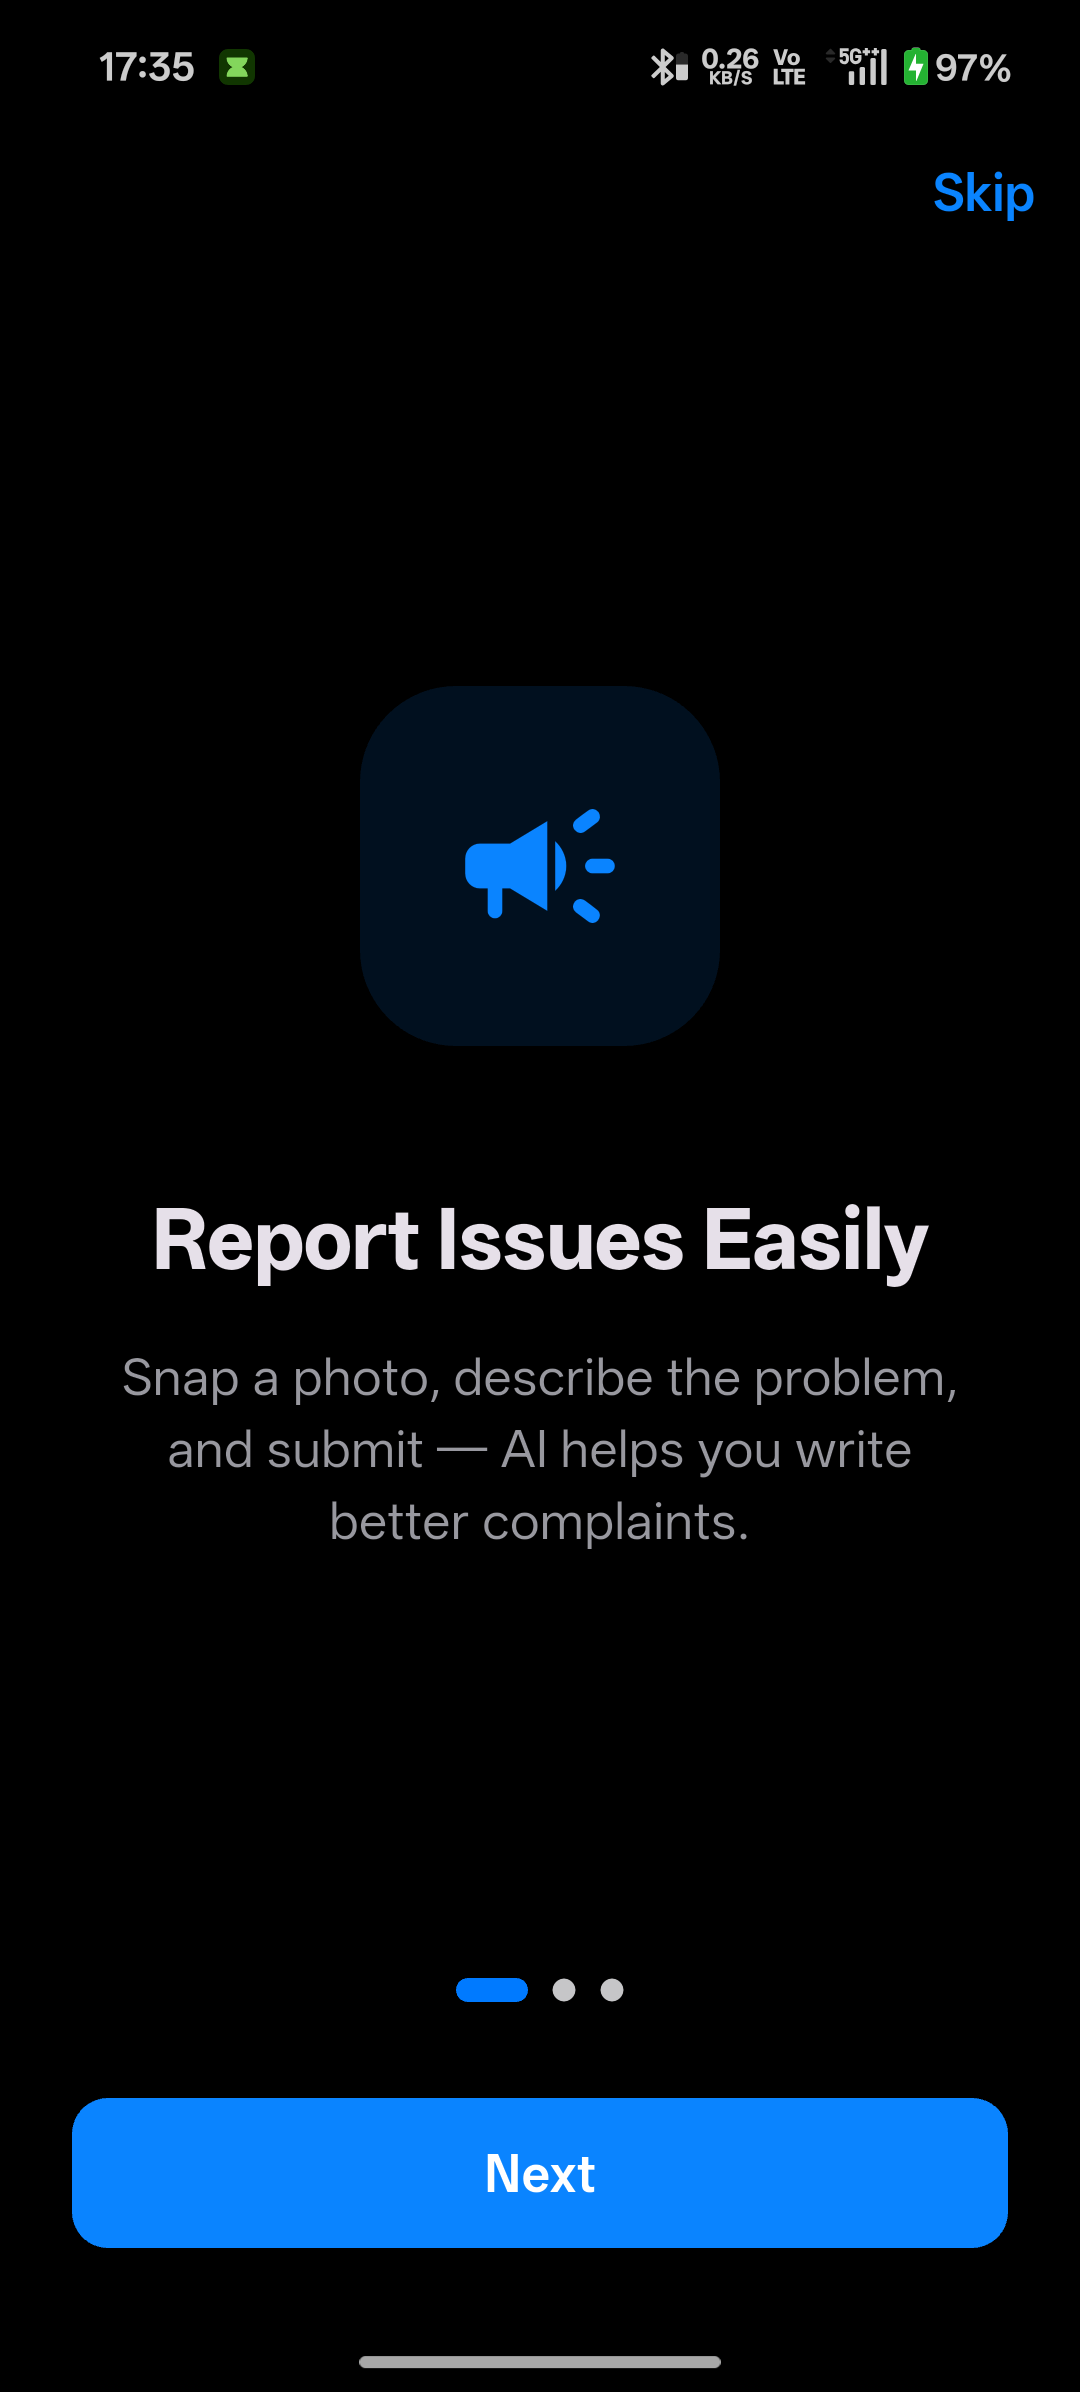 17:35
0.26 KB/S Vo LTE 5G++ 97%
Skip
Report Issues Easily
Snap a photo, describe the problem,
and submit — AI helps you write
better complaints.
Next